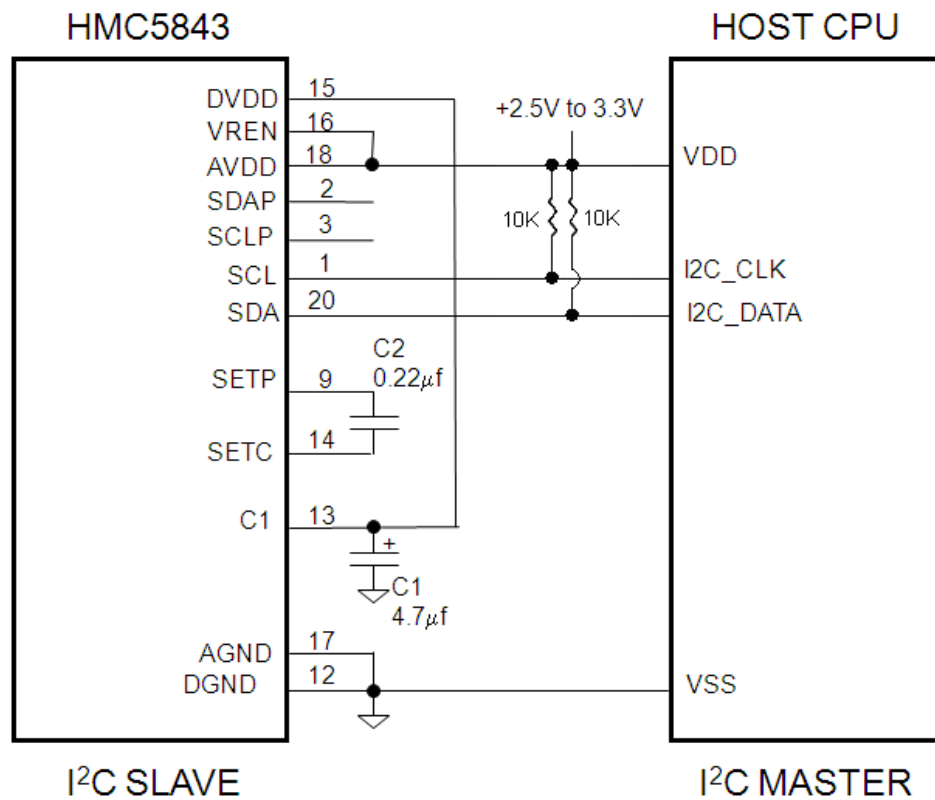 HMC5843
HOST CPU
DVDD 15
VREN 16
AVDD 18
SDAP 2
SCLP 3
SCL 1
SDA 20
SETP 9
SETC 14
C1 13
AGND 17
DGND 12
C2
0.22μf
C1
4.7μf
+
+2.5V to 3.3V
10K
10K
VDD
I2C_CLK
I2C_DATA
VSS
I²C SLAVE
I²C MASTER